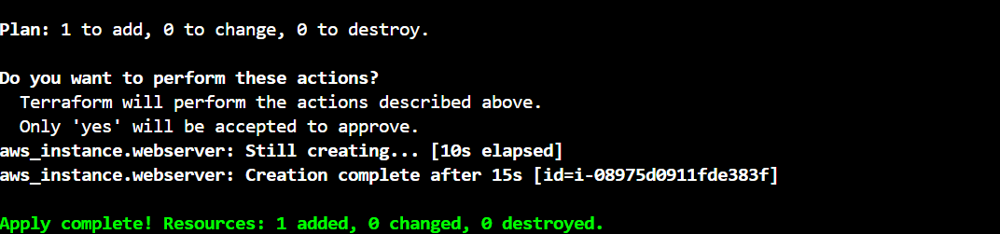 Plan: 1 to add, 0 to change, 0 to destroy.
Do you want to perform these actions?
Terraform will perform the actions described above.
Only 'yes' will be accepted to approve.
aws_instance.webserver: Still creating... [10s elapsed]
aws_instance.webserver: Creation complete after 15s [id=i-08975d0911fde383f]
Apply complete! Resources: 1 added, 0 changed, 0 destroyed.